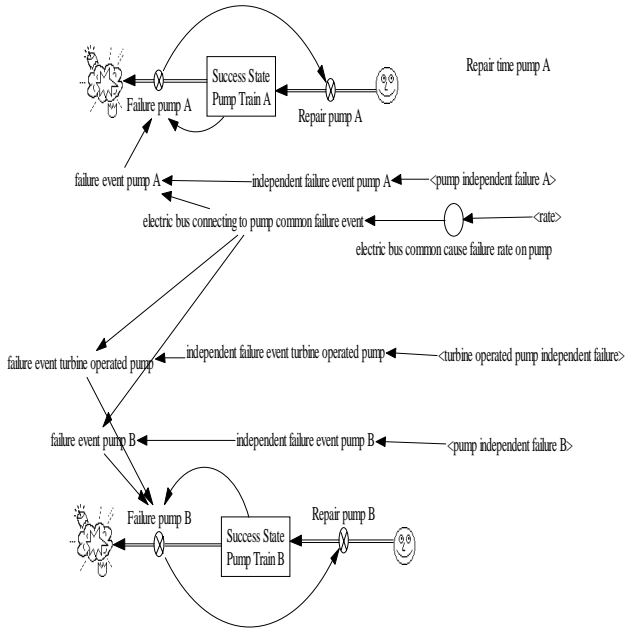 Success State
Pump Train A
Repair time pump A
Failure pump A
Repair pump A
failure event pump A
independent failure event pump A
<pump independent failure A>
electric bus connecting to pump common failure event
<rate>
electric bus common cause failure rate on pump
failure event turbine operated pump
independent failure event turbine operated pump
<turbine operated pump independent failure>
failure event pump B
independent failure event pump B
<pump independent failure B>
Failure pump B
Repair pump B
Success State
Pump Train B